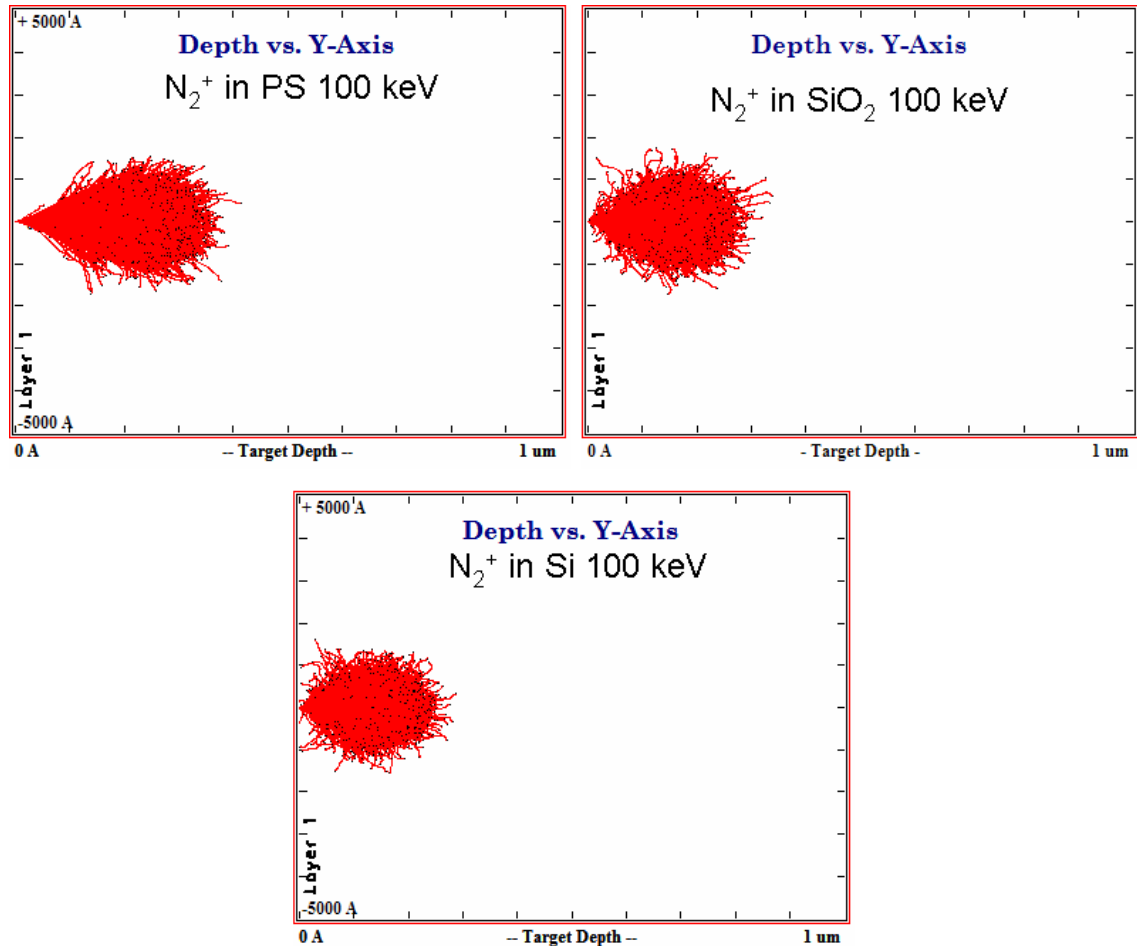 + 5000 A
Depth vs. Y-Axis
N₂⁺ in PS 100 keV
Layer 1
-5000 A
0 A -- Target Depth -- 1 um
Depth vs. Y-Axis
N₂⁺ in SiO₂ 100 keV
Layer 1
0 A - Target Depth - 1 um
+ 5000 A
Depth vs. Y-Axis
N₂⁺ in Si 100 keV
Layer 1
-5000 A
0 A -- Target Depth -- 1 um